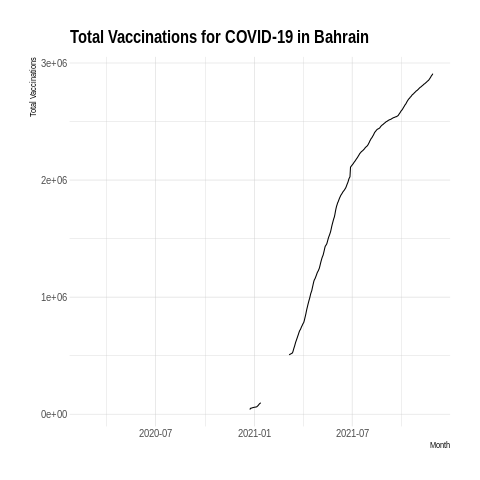 Total Vaccinations for COVID-19 in Bahrain
Total Vaccinations
3e+06
2e+06
1e+06
0e+00
2020-07
2021-01
2021-07
Month